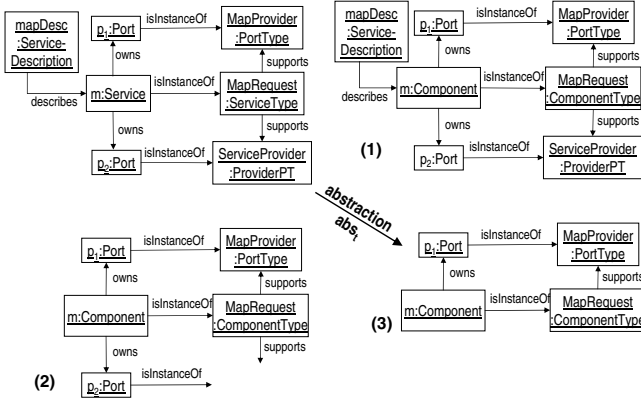 mapDesc
:Service-
Description
describes
p1:Port
isInstanceOf
MapProvider
:PortType
owns
supports
m:Service
isInstanceOf
MapRequest
:ServiceType
owns
supports
p2:Port
isInstanceOf
ServiceProvider
:ProviderPT
mapDesc
:Service-
Description
describes
p1:Port
isInstanceOf
MapProvider
:PortType
owns
supports
m:Component
isInstanceOf
MapRequest
:ComponentType
owns
supports
p2:Port
isInstanceOf
ServiceProvider
:ProviderPT
(1)
abstraction
abst
p1:Port
isInstanceOf
MapProvider
:PortType
owns
supports
m:Component
isInstanceOf
MapRequest
:ComponentType
owns
supports
(2)
p2:Port
isInstanceOf
p1:Port
isInstanceOf
MapProvider
:PortType
owns
supports
m:Component
isInstanceOf
MapRequest
:ComponentType
(3)